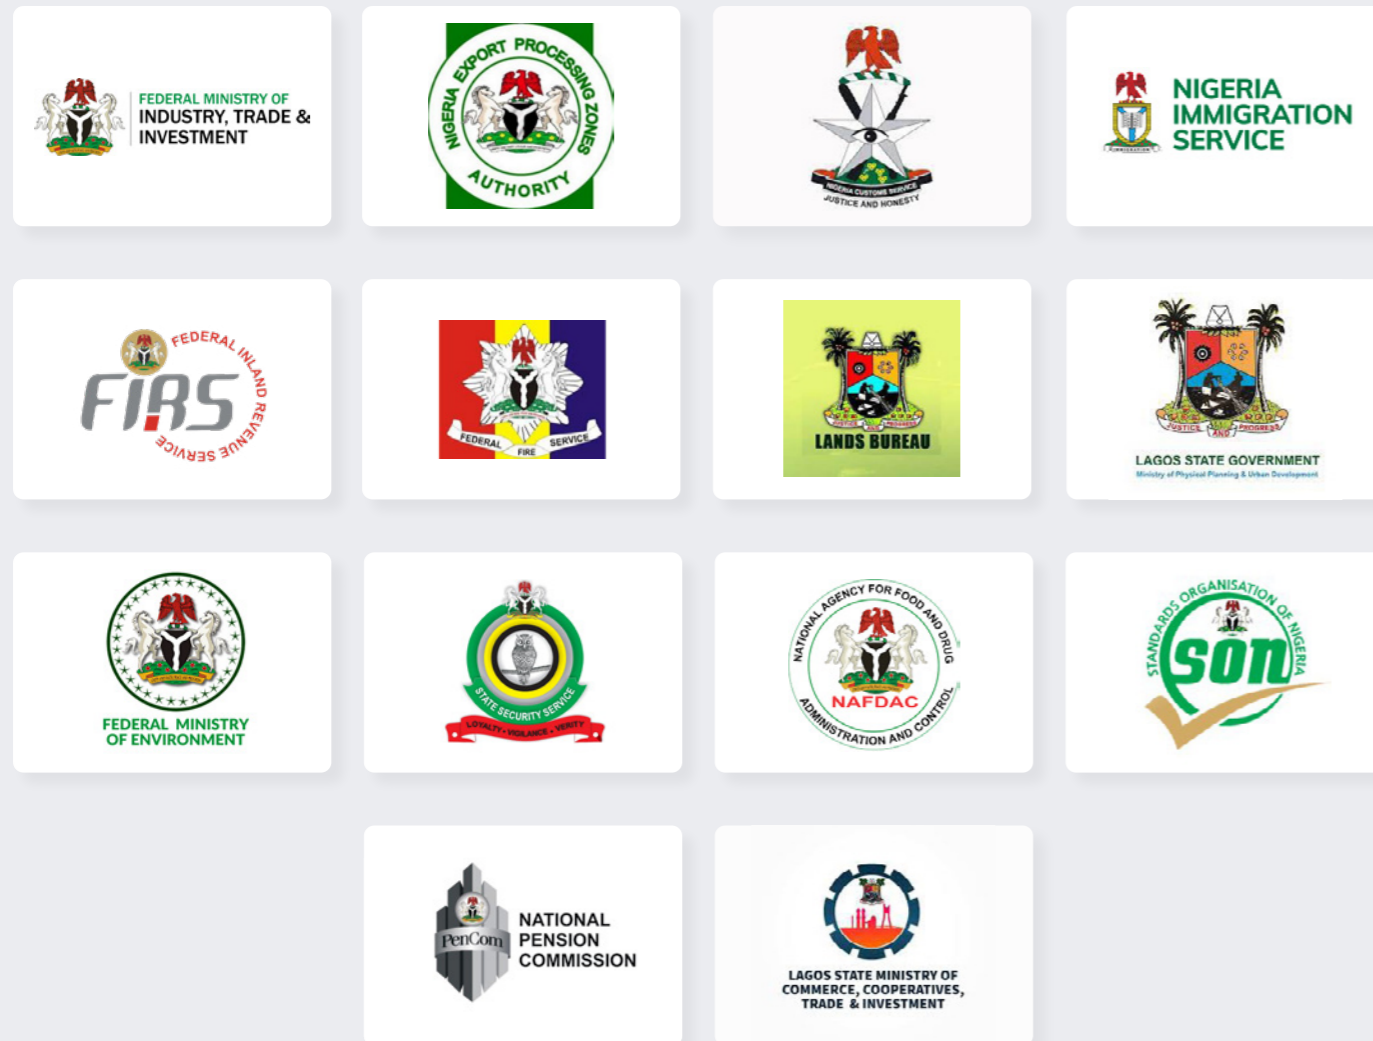 FEDERAL MINISTRY OF
INDUSTRY, TRADE &
INVESTMENT
NIGERIA EXPORT PROCESSING ZONES
AUTHORITY
NIGERIA CUSTOMS SERVICE
JUSTICE AND HONESTY
NIGERIA
IMMIGRATION
SERVICE
FIRS
FEDERAL INLAND REVENUE SERVICE
FEDERAL FIRE SERVICE
JUSTICE AND PROGRESS
LANDS BUREAU
JUSTICE AND PROGRESS
LAGOS STATE GOVERNMENT
Ministry of Physical Planning & Urban Development
FEDERAL MINISTRY
OF ENVIRONMENT
STATE SECURITY SERVICE
LOYALTY • VIGILANCE • VERITY
NATIONAL AGENCY FOR FOOD AND DRUG
NAFDAC
ADMINISTRATION AND CONTROL
STANDARDS ORGANISATION OF NIGERIA
son
PenCom
NATIONAL
PENSION
COMMISSION
LAGOS STATE MINISTRY OF
COMMERCE, COOPERATIVES,
TRADE & INVESTMENT